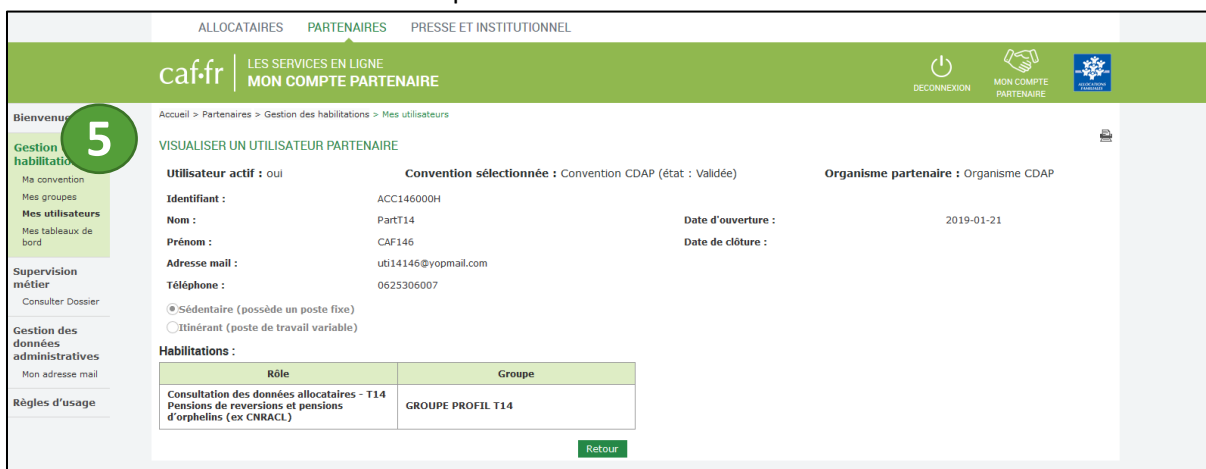 ALLOCATAIRES PARTENAIRES PRESSE ET INSTITUTIONNEL
caf.fr LES SERVICES EN LIGNE
MON COMPTE PARTENAIRE
DECONNEXION
MON COMPTE
PARTENAIRE
ALLOCATIONS
FAMILIALES
Bienvenue
5
Gestion
Ma convention
Mes groupes
Mes utilisateurs
Mes tableaux de
bord
Supervision
métier
Consulter Dossier
Gestion des
données
administratives
Mon adresse mail
Règles d'usage
Accueil > Partenaires > Gestion des habilitations > Mes utilisateurs
VISUALISER UN UTILISATEUR PARTENAIRE
Utilisateur actif : oui Convention sélectionnée : Convention CDAP (état : Validée) Organisme partenaire : Organisme CDAP
Identifiant : ACC146000H
Nom : PartT14 Date d'ouverture : 2019-01-21
Prénom : CAF146 Date de clôture :
Adresse mail : uti14146@yopmail.com
Téléphone : 0625306007
Sédentaire (possède un poste fixe)
Itinérant (poste de travail variable)
Habilitations :
Rôle Groupe
Consultation des données allocataires - T14
Pensions de reversions et pensions
d'orphelins (ex CNRACL)
GROUPE PROFIL T14
Retour